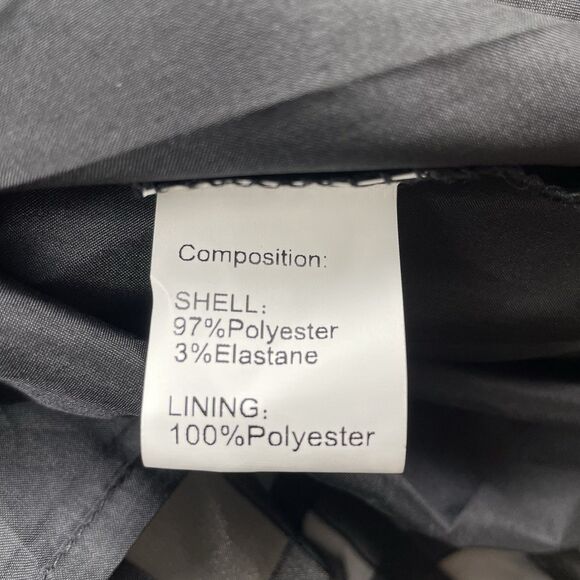 Composition:
SHELL:
97%Polyester
3%Elastane
LINING:
100%Polyester